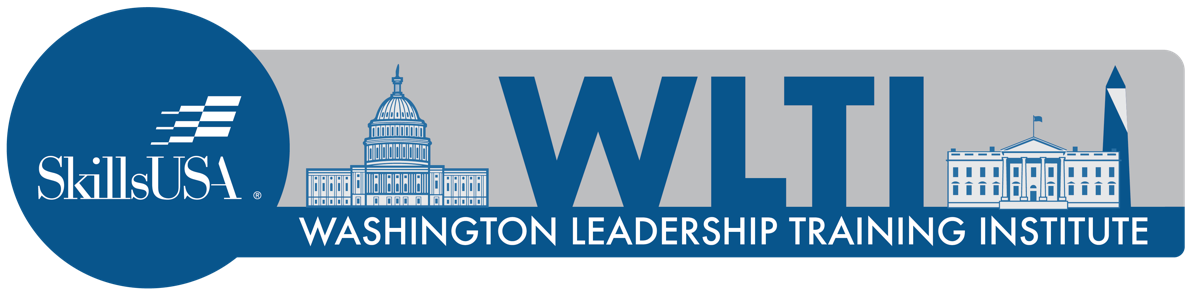 SkillsUSA ®
WLTI
WASHINGTON LEADERSHIP TRAINING INSTITUTE